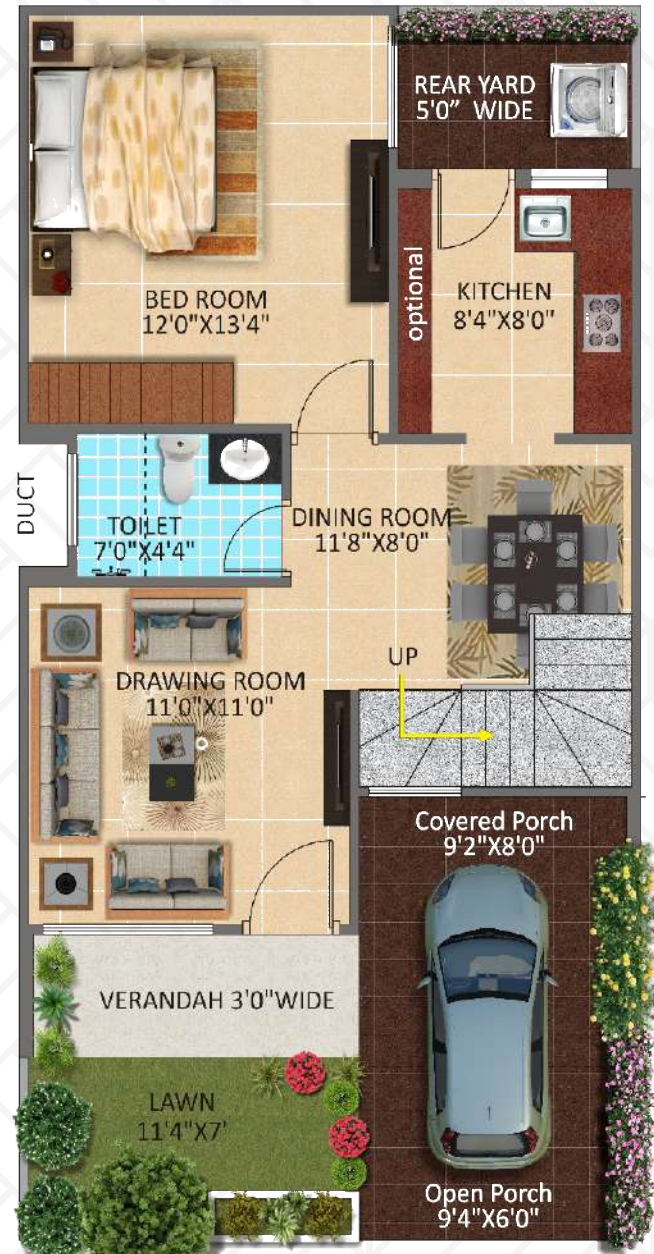 REAR YARD
5'0” WIDE
BED ROOM
12'0"X13'4"
optional
KITCHEN
8'4"X8'0"
DUCT
TOILET
7'0"X4'4"
DINING ROOM
11'8"X8'0"
UP
DRAWING ROOM
11'0"X11'0"
Covered Porch
9'2"X8'0"
VERANDAH 3'0"WIDE
LAWN
11'4"X7'
Open Porch
9'4"X6'0"